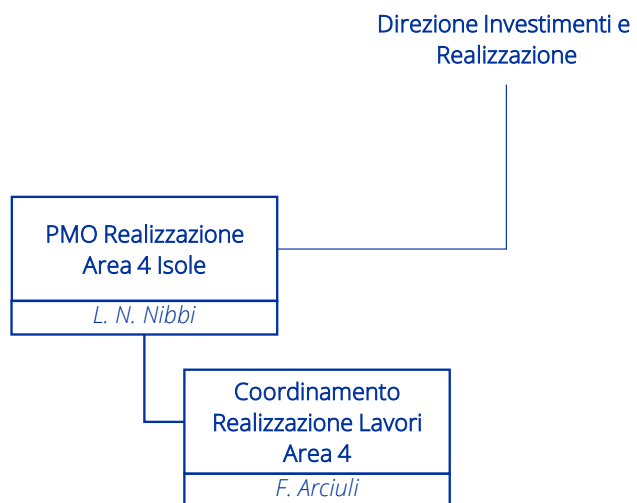 Direzione Investimenti e
Realizzazione
PMO Realizzazione
Area 4 Isole
L. N. Nibbi
Coordinamento
Realizzazione Lavori
Area 4
F. Arciuli